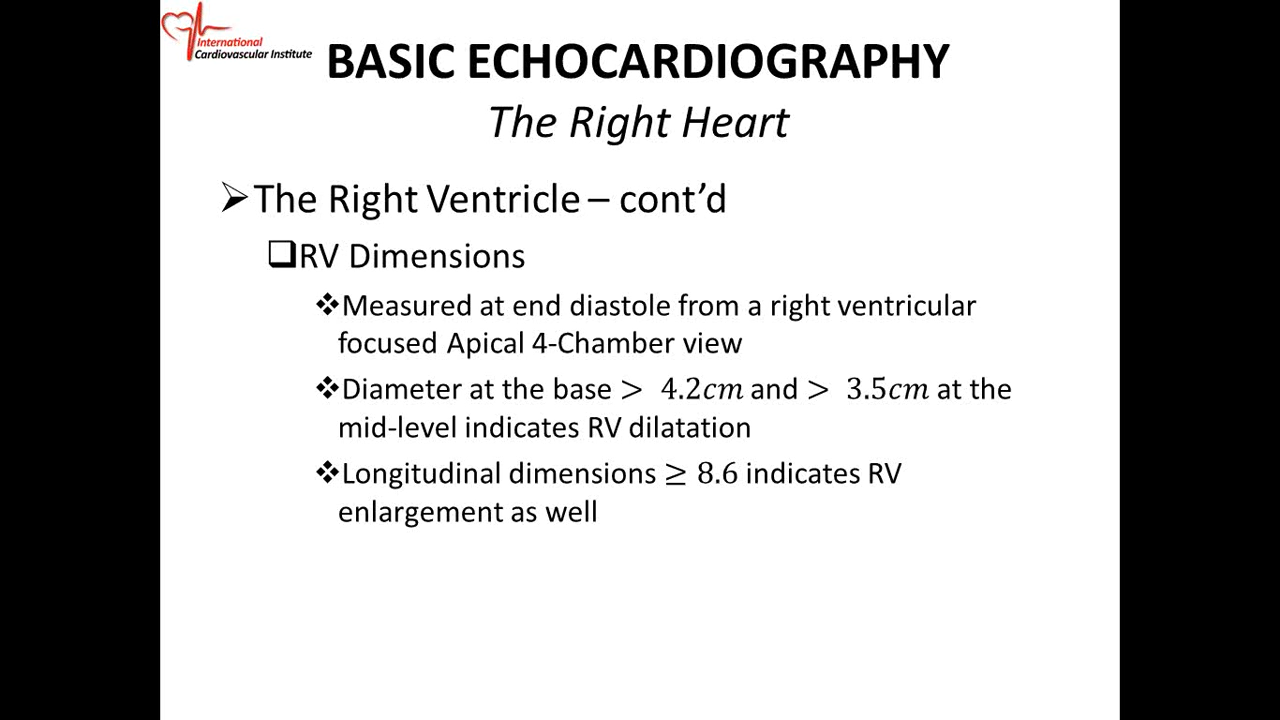 International
Cardiovascular Institute
BASIC ECHOCARDIOGRAPHY
The Right Heart
➢The Right Ventricle – cont’d
❑RV Dimensions
❖Measured at end diastole from a right ventricular
focused Apical 4-Chamber view
❖Diameter at the base > 4.2cm and > 3.5cm at the
mid-level indicates RV dilatation
❖Longitudinal dimensions ≥ 8.6 indicates RV
enlargement as well